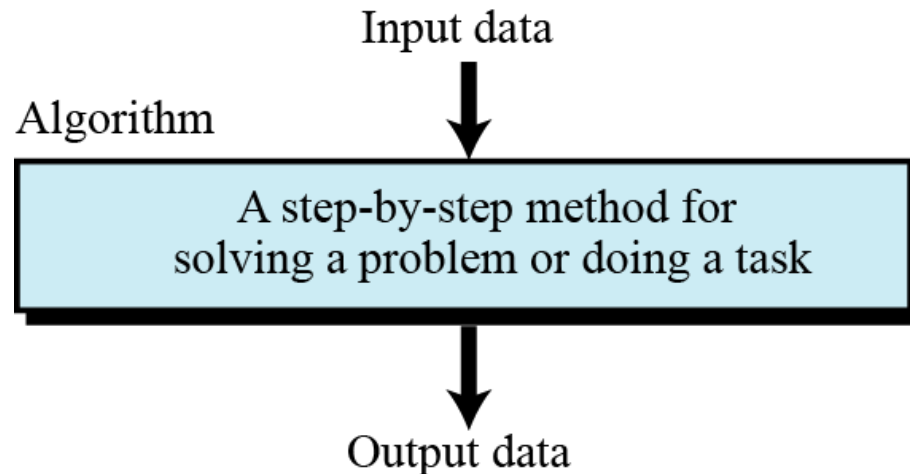 Input data
Algorithm
A step-by-step method for
solving a problem or doing a task
Output data